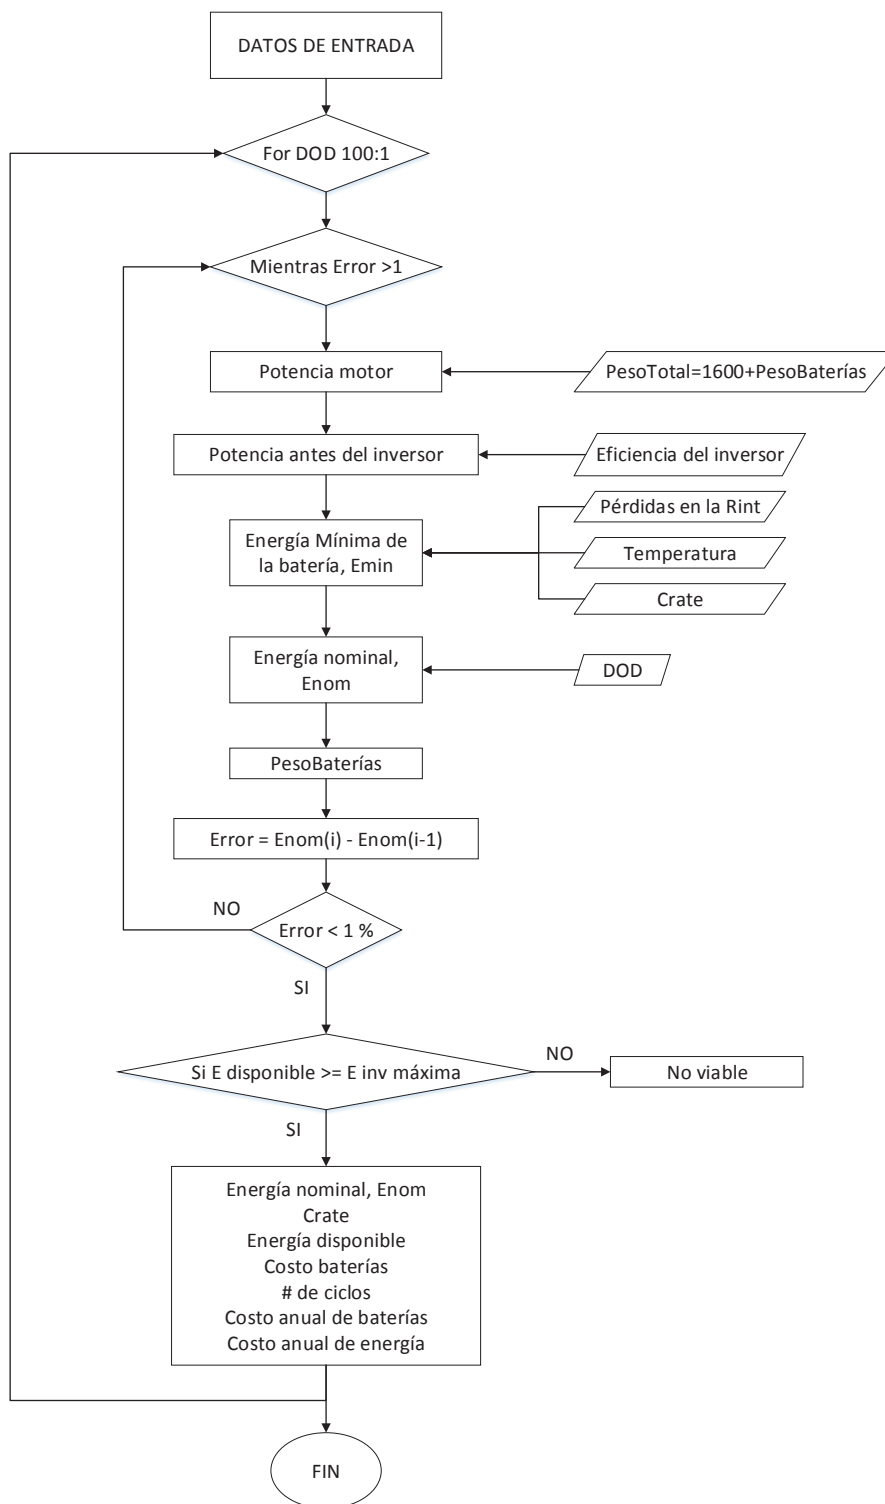 DATOS DE ENTRADA
For DOD 100:1
Mientras Error >1
Potencia motor
PesoTotal=1600+PesoBaterías
Potencia antes del inversor
Eficiencia del inversor
Pérdidas en la Rint
Energía Mínima de
la batería, Emin
Temperatura
Crate
Energía nominal,
Enom
DOD
PesoBaterías
Error = Enom(i) - Enom(i-1)
NO
Error < 1 %
SI
Si E disponible >= E inv máxima
NO
No viable
SI
Energía nominal, Enom
Crate
Energía disponible
Costo baterías
# de ciclos
Costo anual de baterías
Costo anual de energía
FIN